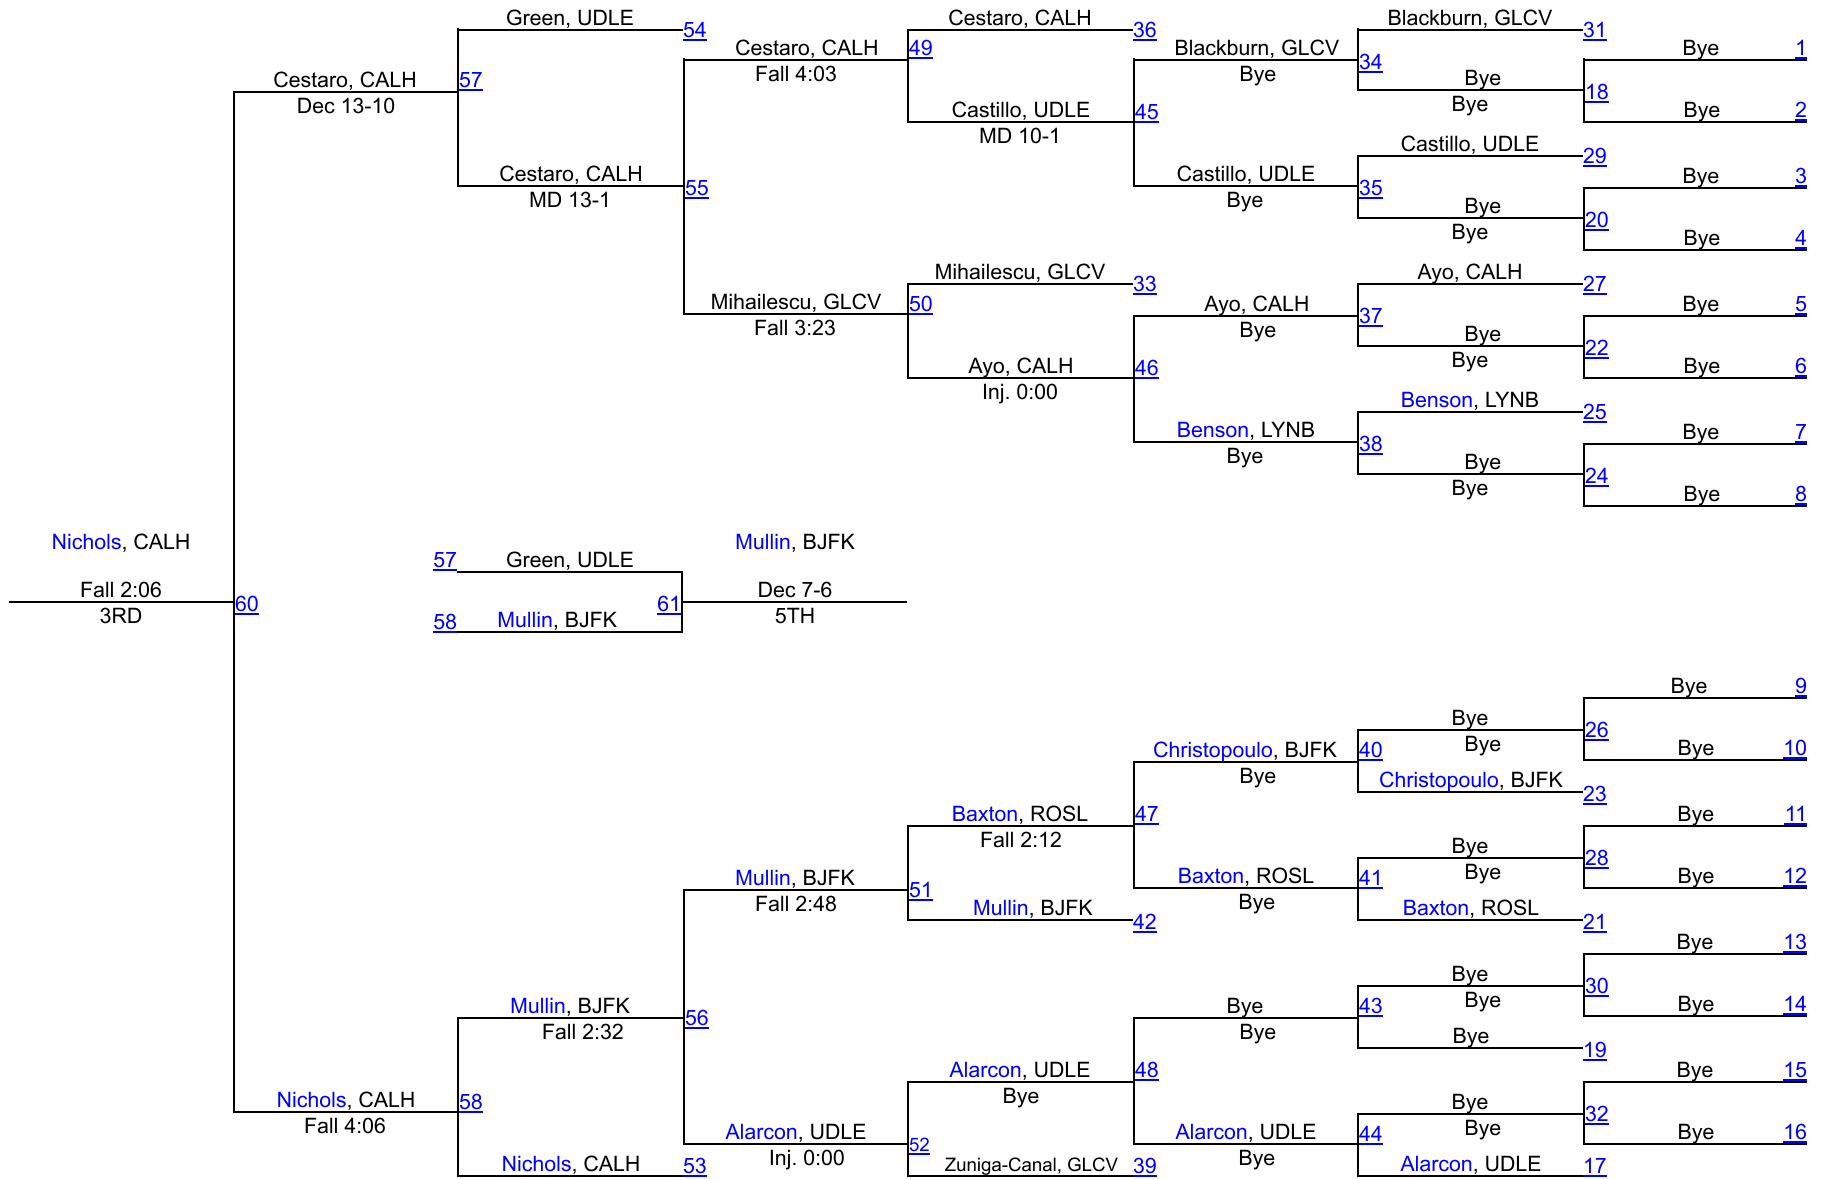 Green, UDLE 54
Cestaro, CALH 36
Blackburn, GLCV 31
Cestaro, CALH 49
Fall 4:03
Blackburn, GLCV 34
Bye
Bye 1
Cestaro, CALH 57
Dec 13-10
Bye 18
Bye
Castillo, UDLE 45
MD 10-1
Bye 2
Castillo, UDLE 29
Cestaro, CALH 55
MD 13-1
Castillo, UDLE 35
Bye
Bye 3
Bye 20
Bye
Bye 4
Mihailescu, GLCV 33
Ayo, CALH 27
Mihailescu, GLCV 50
Fall 3:23
Ayo, CALH 37
Bye
Bye 5
Bye 22
Bye
Ayo, CALH 46
Inj. 0:00
Bye 6
Benson, LYNB 25
Benson, LYNB 38
Bye
Bye 7
Bye 24
Bye
Bye 8
Nichols, CALH
Fall 2:06
3RD
60
57 Green, UDLE
58 Mullin, BJFK
61
Mullin, BJFK
Dec 7-6
5TH
Bye 9
Bye 26
Bye
Christopoulo, BJFK 40
Bye
Bye 10
Christopoulo, BJFK 23
Baxton, ROSL 47
Fall 2:12
Bye 11
Bye 28
Bye
Mullin, BJFK 51
Fall 2:48
Baxton, ROSL 41
Bye
Bye 12
Mullin, BJFK 42
Baxton, ROSL 21
Bye 13
Bye 30
Bye
Mullin, BJFK 56
Fall 2:32
Bye 43
Bye
Bye 14
Bye 19
Alarcon, UDLE 48
Bye
Bye 15
Nichols, CALH 58
Fall 4:06
Bye 32
Bye
Alarcon, UDLE 52
Inj. 0:00
Alarcon, UDLE 44
Bye
Bye 16
Nichols, CALH 53
Zuniga-Canal, GLCV 39
Alarcon, UDLE 17